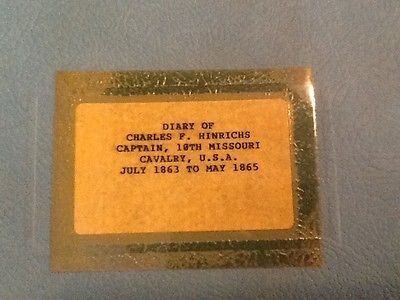 DIARY OF
CHARLES F. HINRICHS
CAPTAIN, 10TH MISSOURI
CAVALRY, U.S.A.
JULY 1863 TO MAY 1865